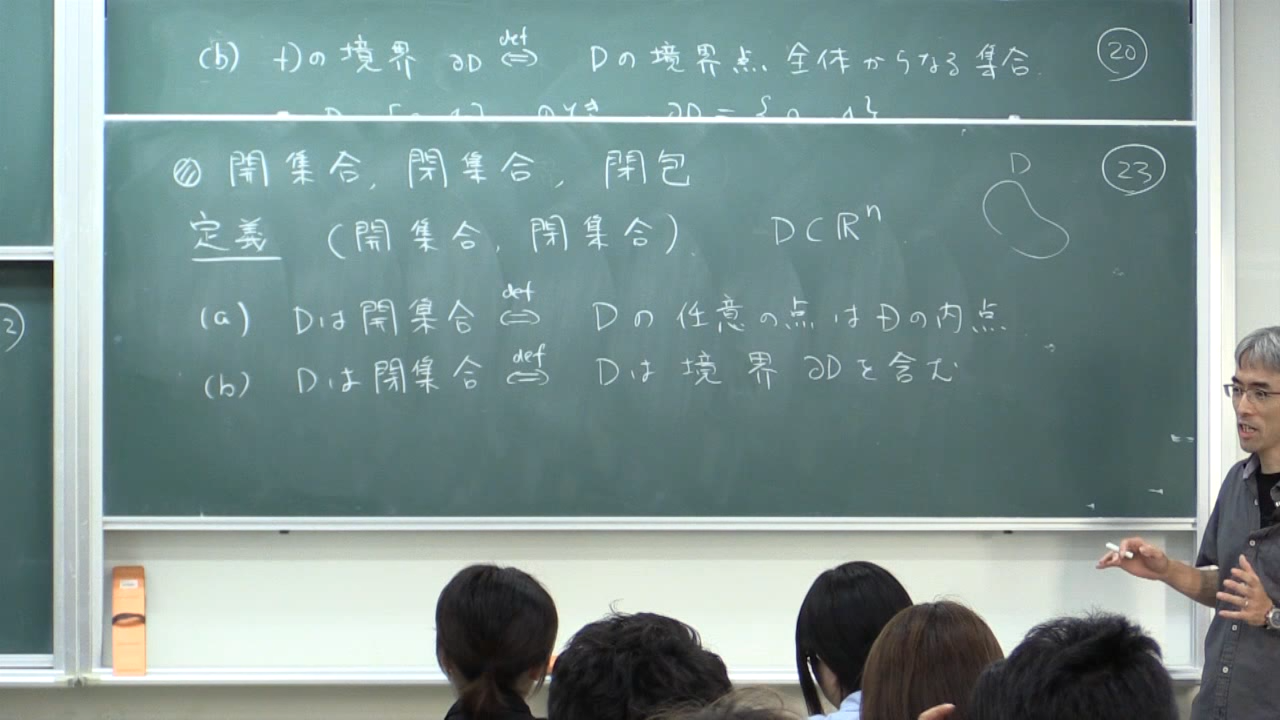 (b) Dの境界 ∂D def⇔ Dの境界点全体からなる集合 20
のとき ∂D = {
開集合, 閉集合, 閉包 23
D
定義 (開集合, 閉集合) D⊂ℝⁿ
(a) Dは開集合 def⇔ Dの任意の点はDの内点
(b) Dは閉集合 def⇔ Dは境界∂Dを含む